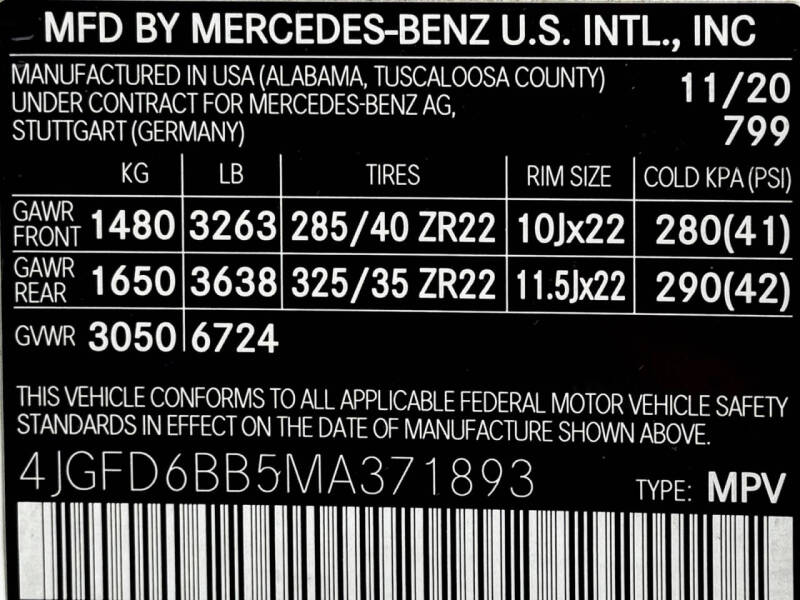 MFD BY MERCEDES-BENZ U.S. INTL., INC
MANUFACTURED IN USA (ALABAMA, TUSCALOOSA COUNTY) 11/20
UNDER CONTRACT FOR MERCEDES-BENZ AG,
STUTTGART (GERMANY) 799
KG LB TIRES RIM SIZE COLD KPA (PSI)
GAWR FRONT 1480 3263 285/40 ZR22 10Jx22 280(41)
GAWR REAR 1650 3638 325/35 ZR22 11.5Jx22 290(42)
GVWR 3050 6724
THIS VEHICLE CONFORMS TO ALL APPLICABLE FEDERAL MOTOR VEHICLE SAFETY
STANDARDS IN EFFECT ON THE DATE OF MANUFACTURE SHOWN ABOVE.
4JGFD6BB5MA371893 TYPE: MPV